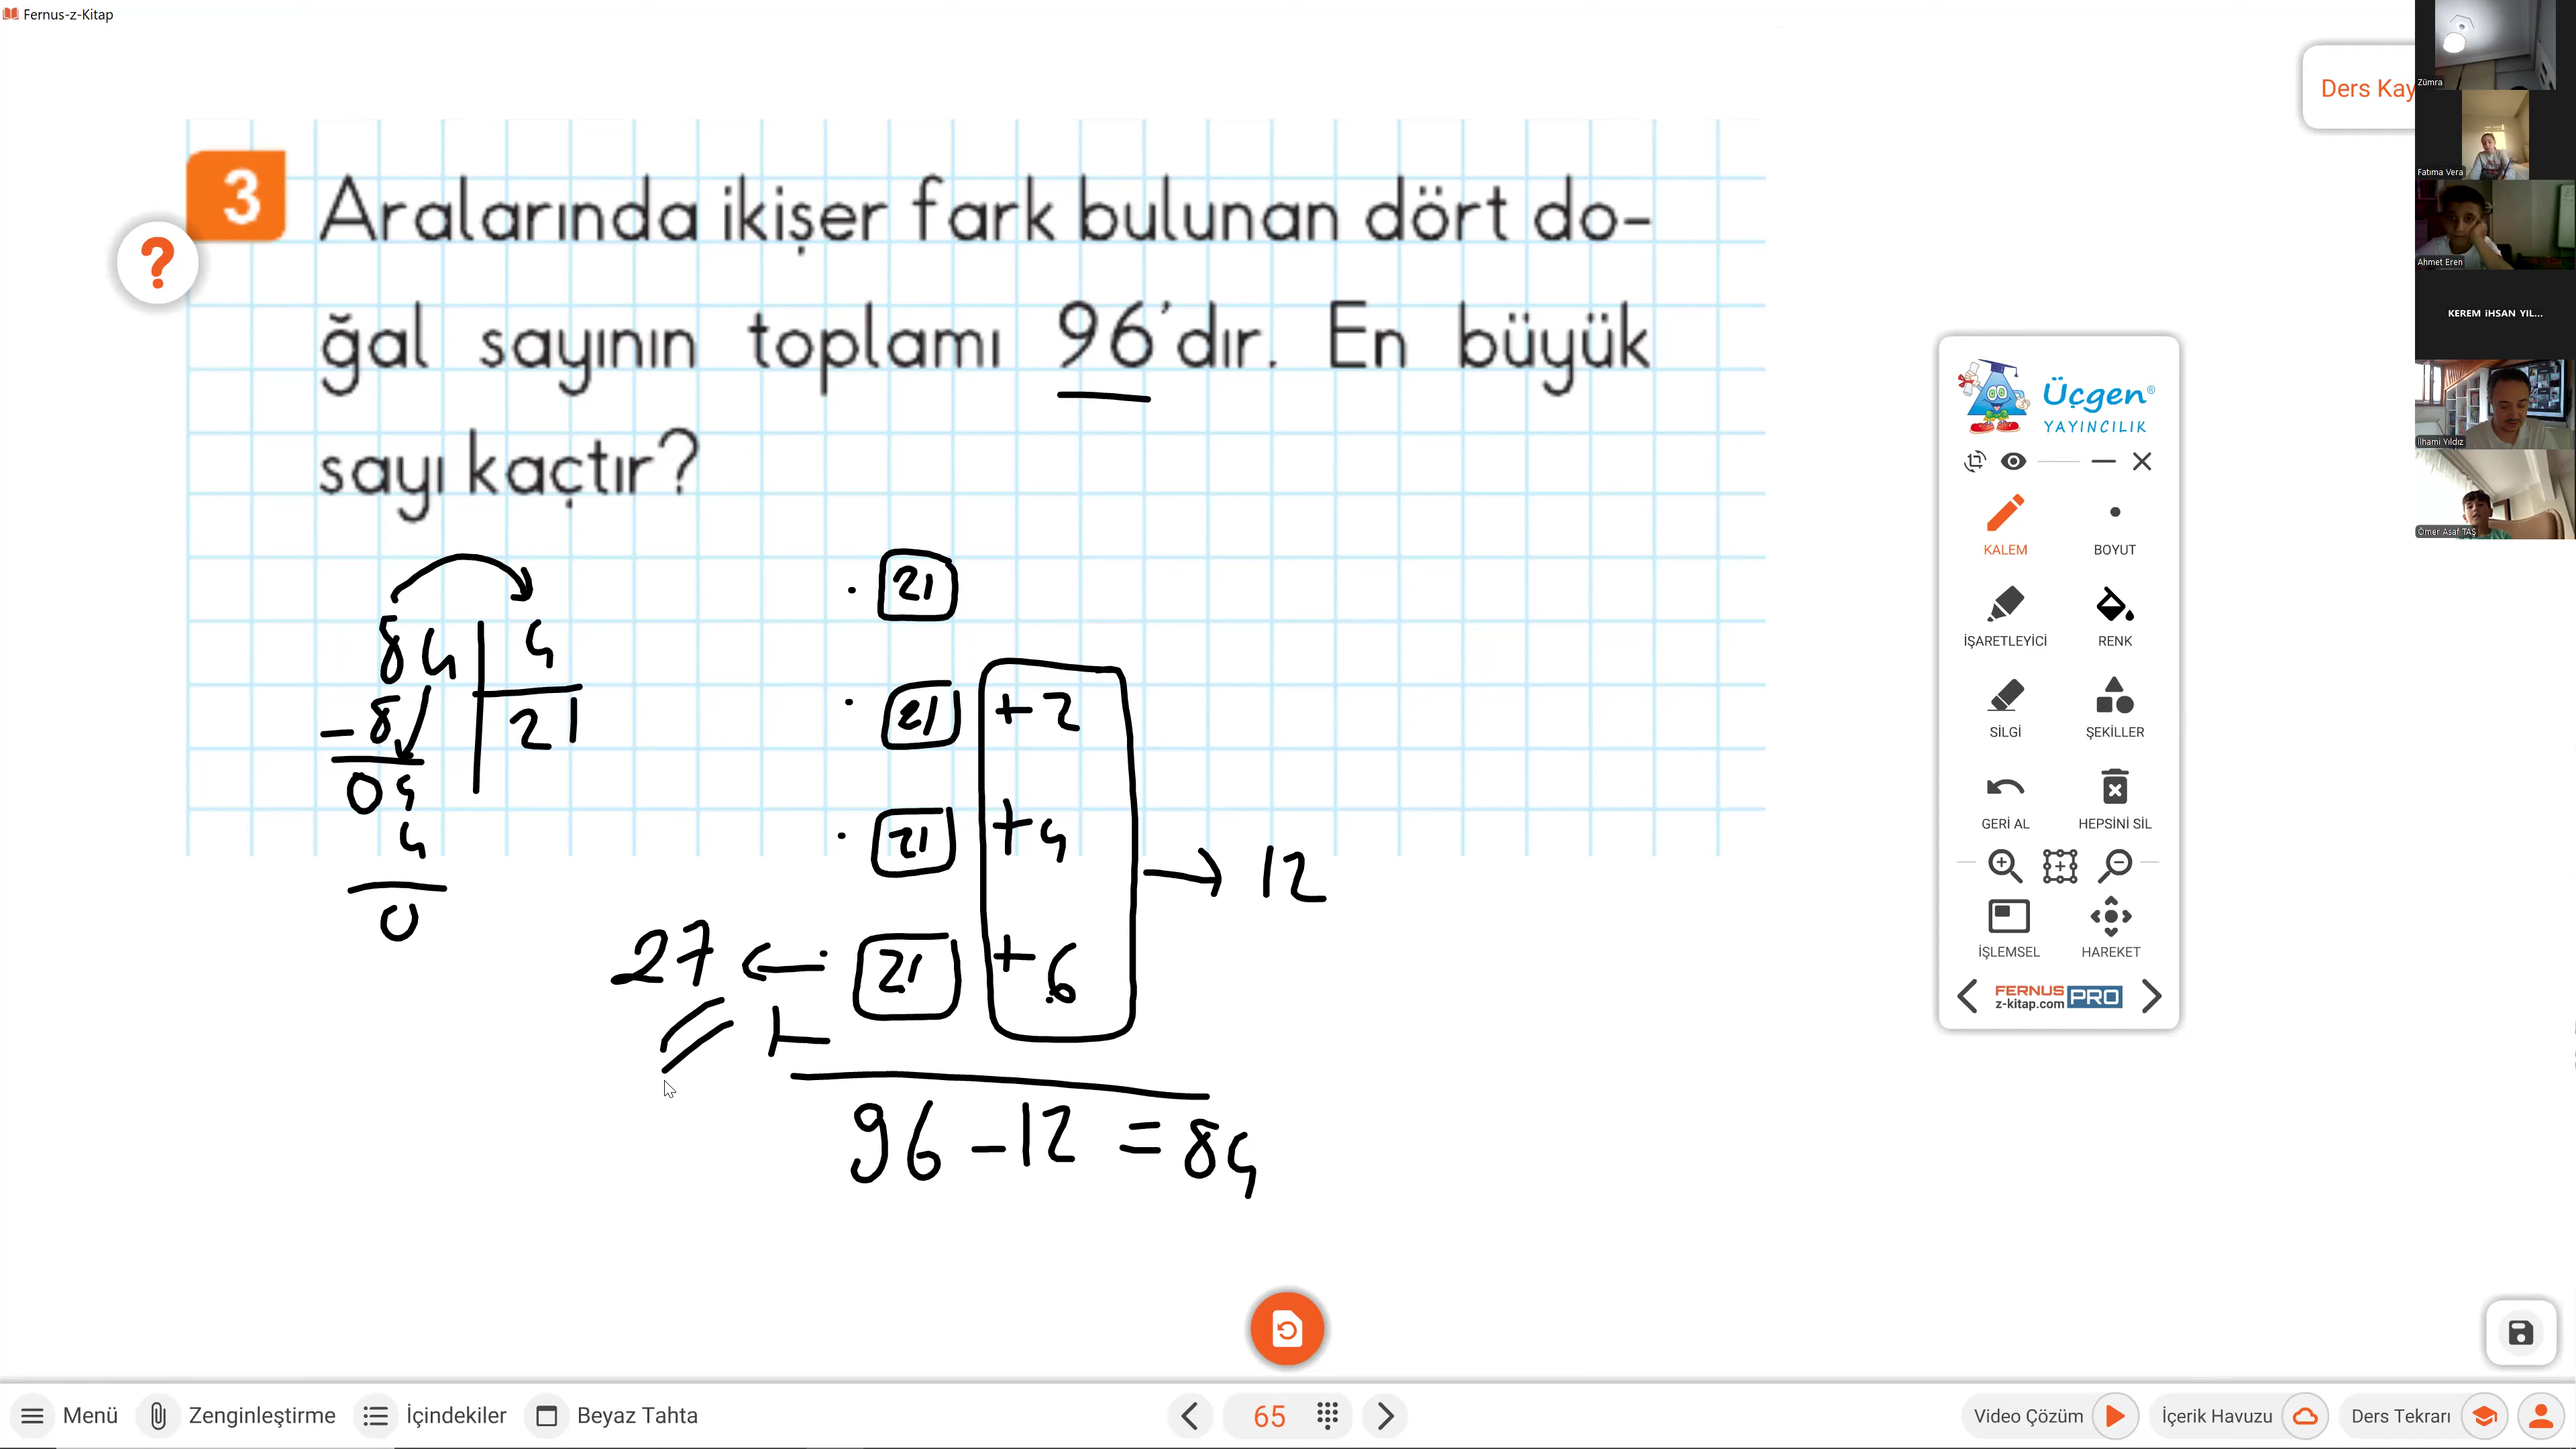 Fernus-z-Kitap
Ders Kay
Zümra
Fatıma Vera
Ahmet Eren
KEREM iHSAN YIL...
İlhami Yıldız
Ömer Asaf TAŞ
3
Aralarında ikişer fark bulunan dört do-
ğal sayının toplamı 96'dır. En büyük
sayı kaçtır?
?
84 4
- 8 21
04
4
0
21
21 + 2
21 + 4
27 ← 21 + 6
→ 12
+
96 - 12 = 84
Üçgen®
YAYINCILIK
KALEM BOYUT
İŞARETLEYİCİ RENK
SİLGİ ŞEKİLLER
GERİ AL HEPSİNİ SİL
İŞLEMSEL HAREKET
FERNUS PRO
z-kitap.com
Menü Zenginleştirme İçindekiler Beyaz Tahta 65 Video Çözüm İçerik Havuzu Ders Tekrarı